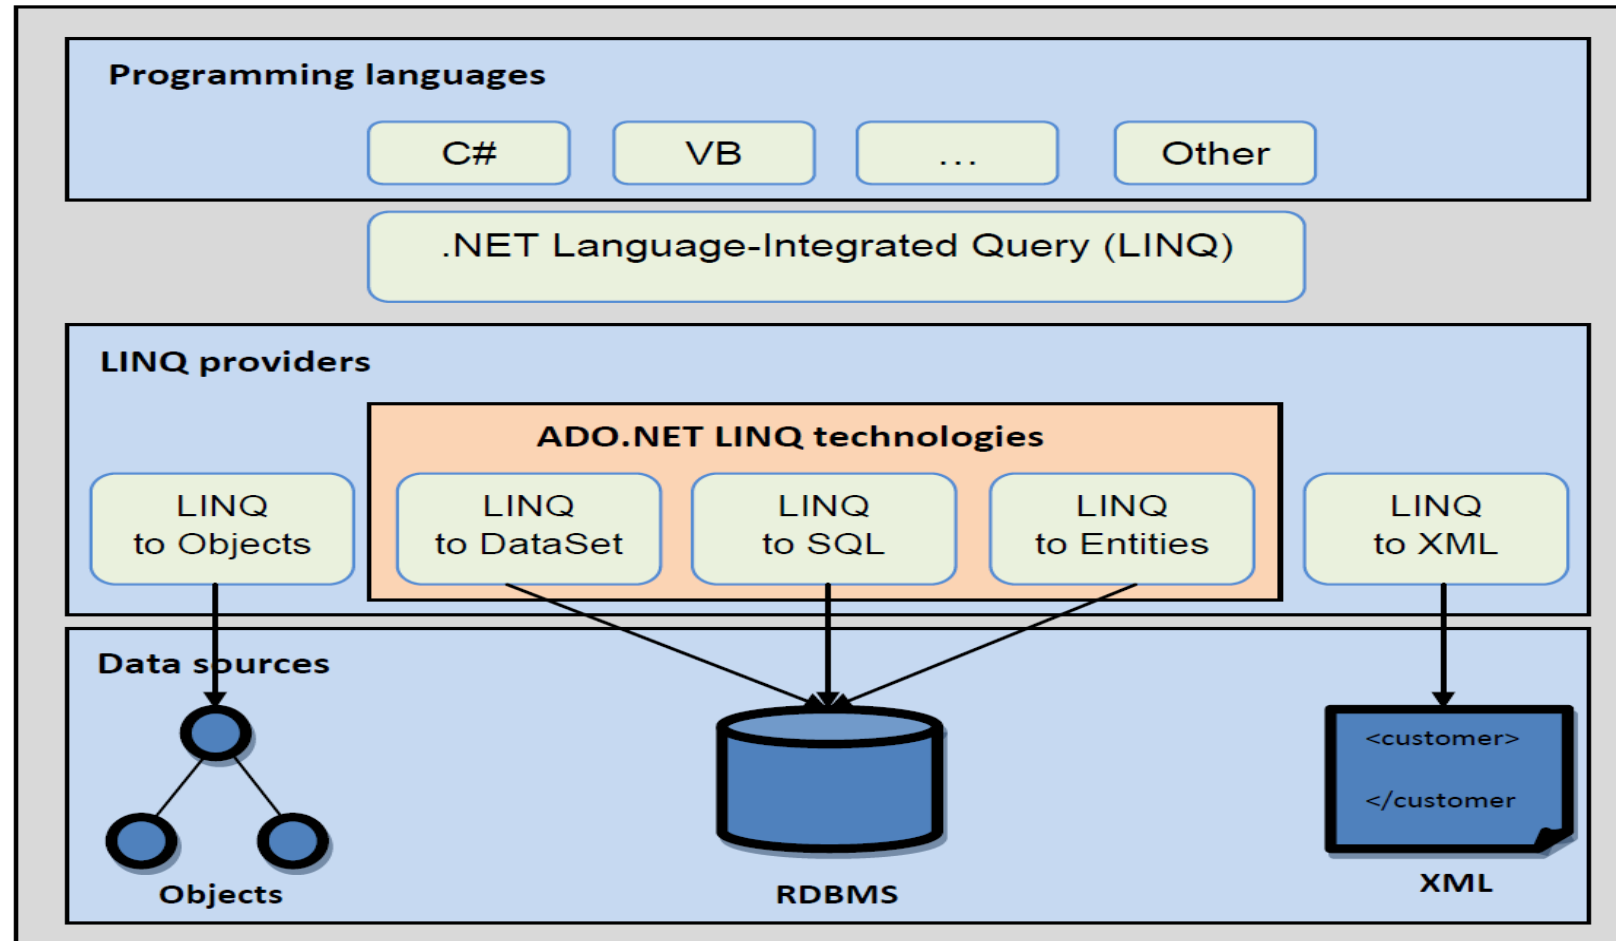 Programming languages
C#
VB
...
Other
.NET Language-Integrated Query (LINQ)
LINQ providers
ADO.NET LINQ technologies
LINQ
to Objects
LINQ
to DataSet
LINQ
to SQL
LINQ
to Entities
LINQ
to XML
Data sources
<customer>
</customer
Objects
RDBMS
XML